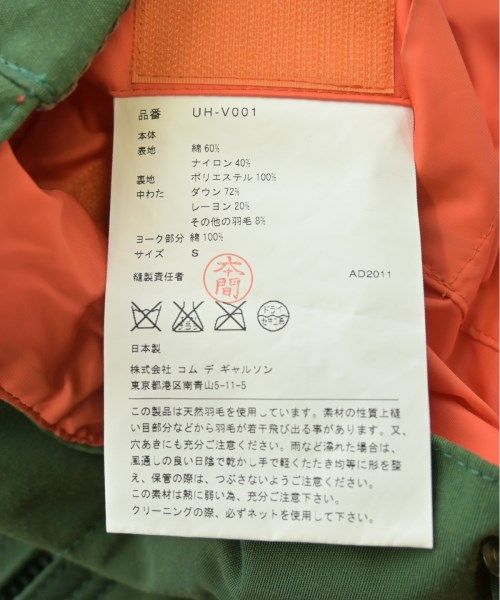 品番 UH-V001
本体
表地 綿 60%
ナイロン 40%
裏地 ポリエステル 100%
中わた ダウン 72%
レーヨン 20%
その他の羽毛 8%
ヨーク部分 綿 100%
サイズ S
縫製責任者 本間 AD2011
ドライ
セキユ系
日本製
株式会社 コム デ ギャルソン
東京都港区南青山5-11-5
この製品は天然羽毛を使用しています。素材の性質上縫
い目部分などから羽毛が若干飛び出る事があります。又、
穴あきにも充分ご注意ください。雨など濡れた場合は、
風通しの良い日陰で乾かし手で軽くたたき均等に形を整
え、保管の際は、つぶさないようご注意ください。
この素材は熱に弱い為、充分ご注意下さい。
クリーニングの際、必ずネットを使用して下さい。